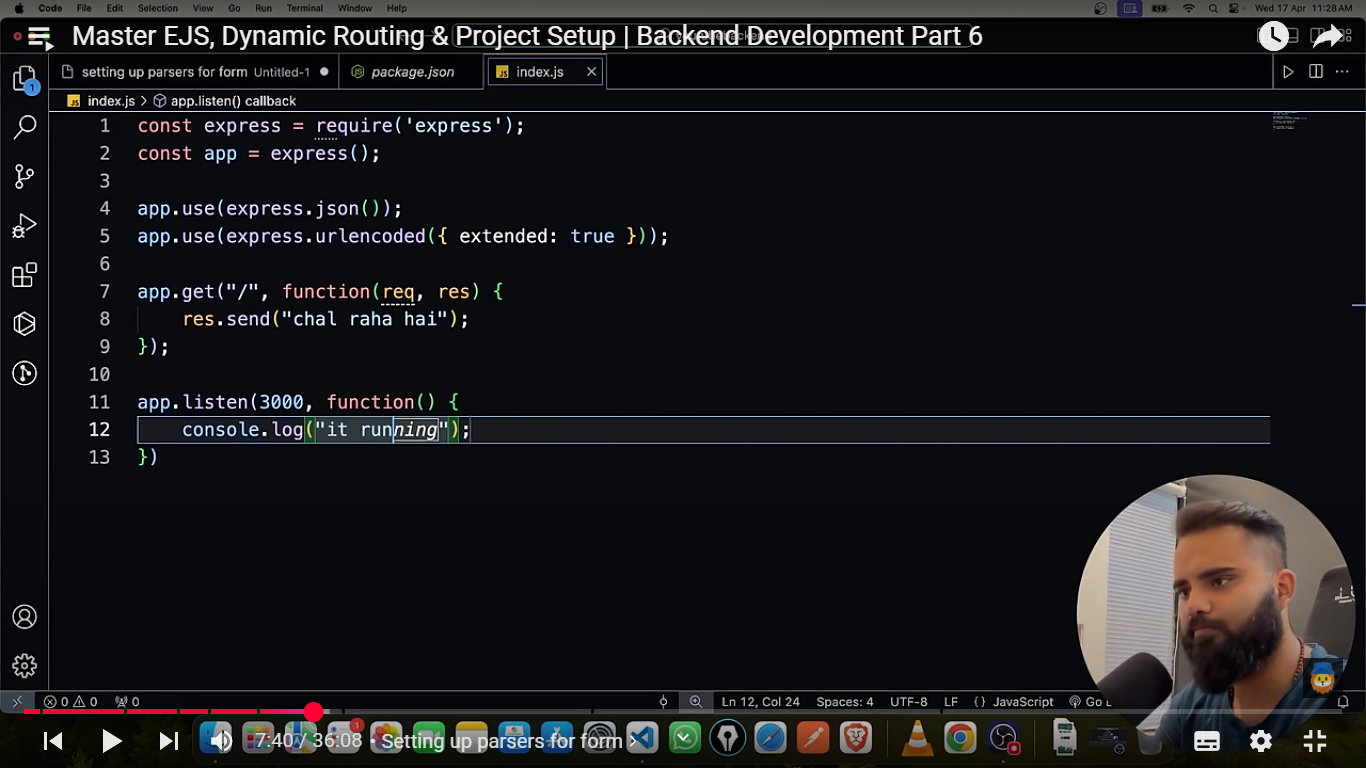 Code File Edit Selection View Go Run Terminal Window Help Wed 17 Apr 11:28 AM
Master EJS, Dynamic Routing & Project Setup | Backend Development Part 6
setting up parsers for form Untitled-1 package.json JS index.js
JS index.js > app.listen() callback
1 const express = require('express');
2 const app = express();
3
4 app.use(express.json());
5 app.use(express.urlencoded({ extended: true }));
6
7 app.get("/", function(req, res) {
8 res.send("chal raha hai");
9 });
10
11 app.listen(3000, function() {
12 console.log("it running");
13 })
1
0 0 0 Ln 12, Col 24 Spaces: 4 UTF-8 LF {} JavaScript Go
7:40 / 36:08 • Setting up parsers for form >
1